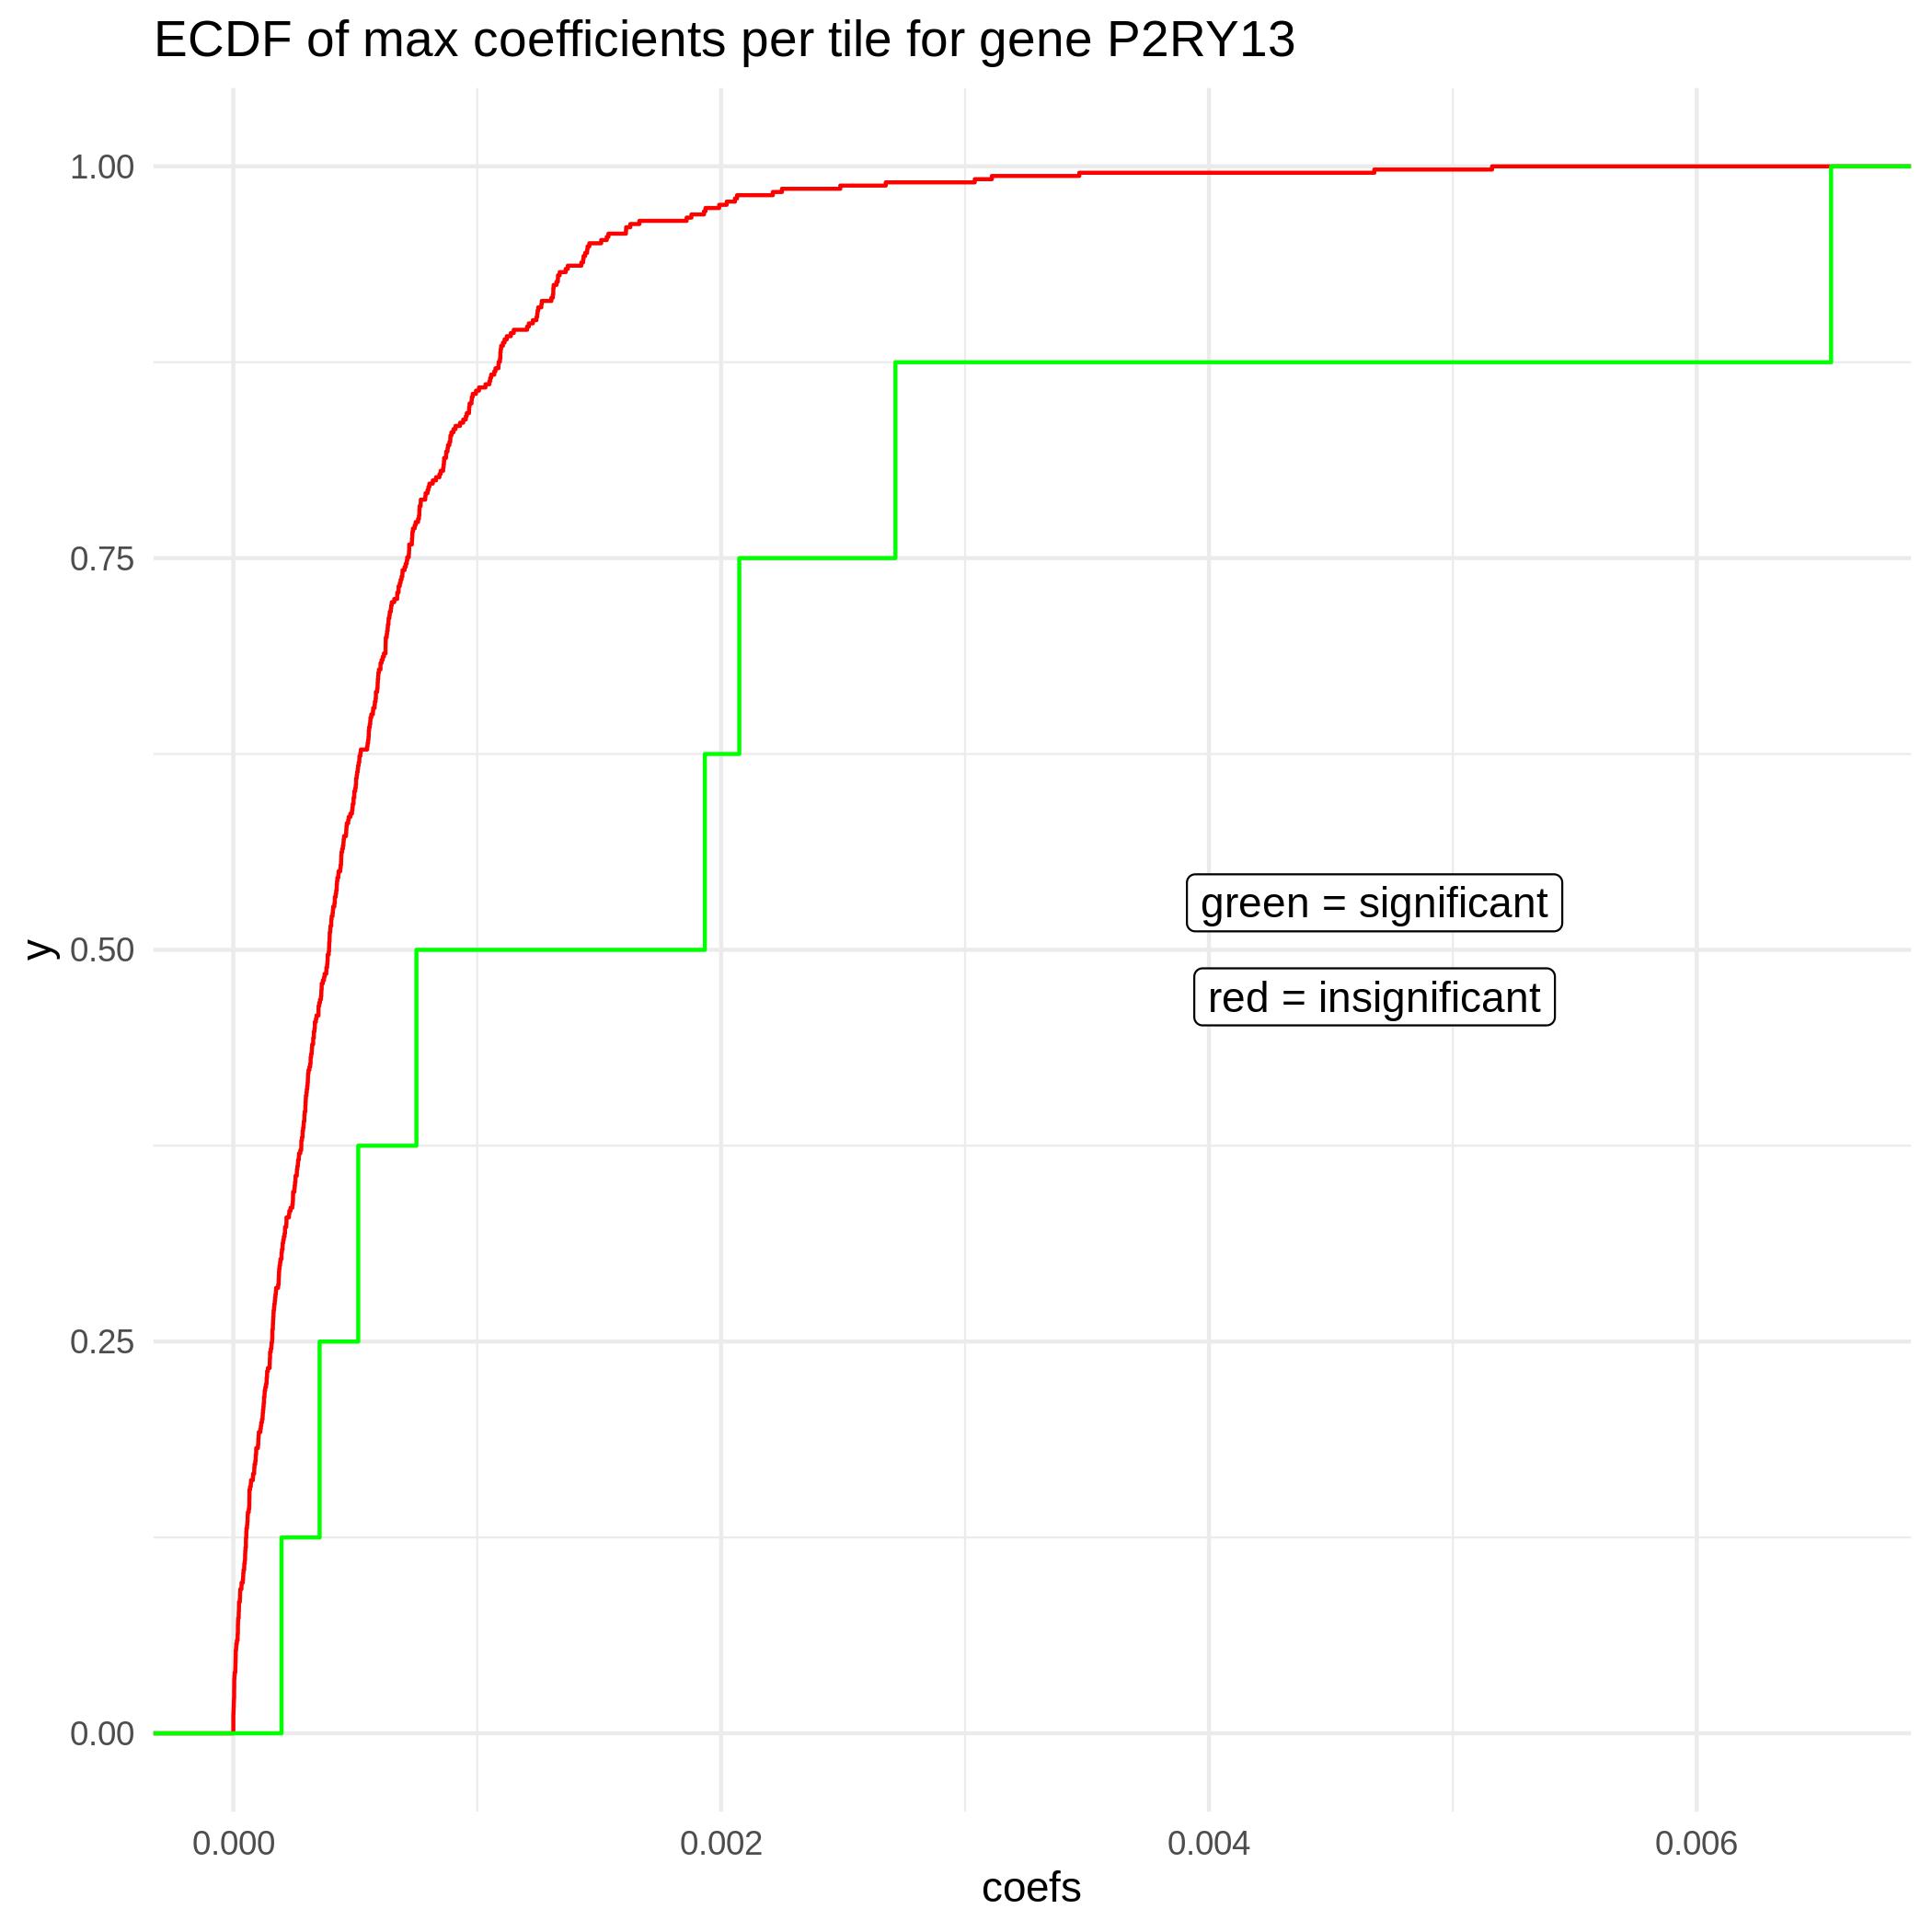 ECDF of max coefficients per tile for gene P2RY13
1.00
0.75
0.50
0.25
0.00
y
green = significant
red = insignificant
0.000 0.002 0.004 0.006
coefs